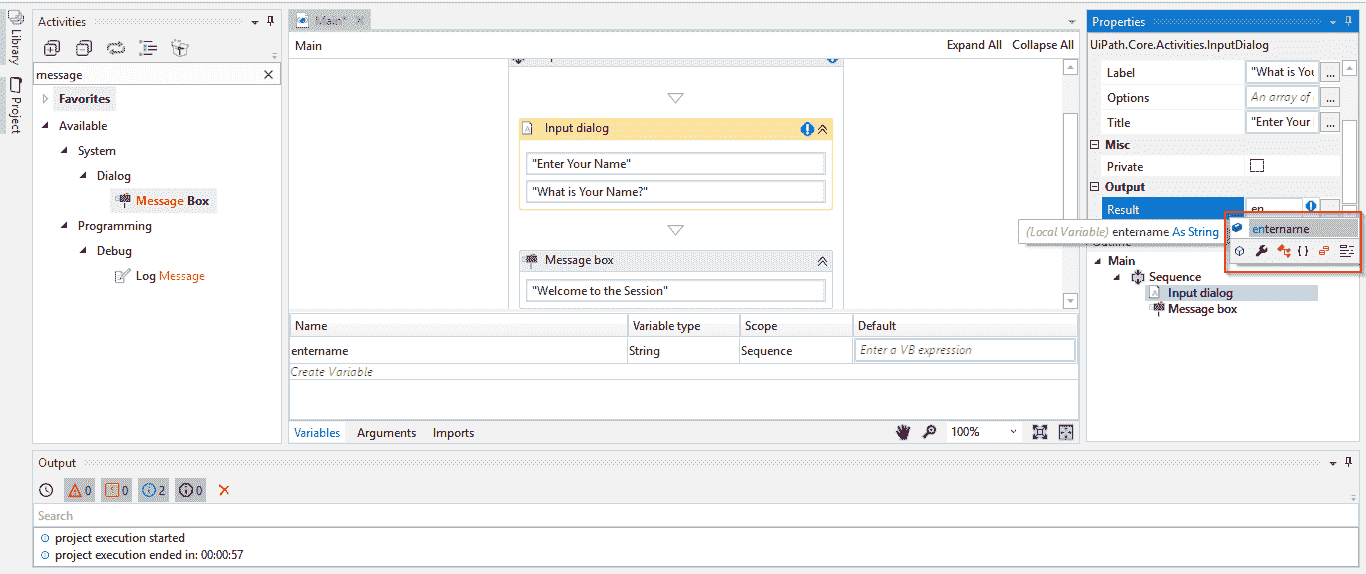 Library
Project
Activities
message
Favorites
Available
System
Dialog
Message Box
Programming
Debug
Log Message
Main*
Main
Expand All Collapse All
Input dialog
"Enter Your Name"
"What is Your Name?"
Message box
"Welcome to the Session"
Name Variable type Scope Default
entername String Sequence Enter a VB expression
Create Variable
Variables Arguments Imports
100%
Properties
UiPath.Core.Activities.InputDialog
Label "What is You
Options An array of
Title "Enter Your
Misc
Private
Output
Result en
(Local Variable) entername As String
entername
Main
Sequence
Input dialog
Message box
Output
0 0 2 0
Search
project execution started
project execution ended in: 00:00:57